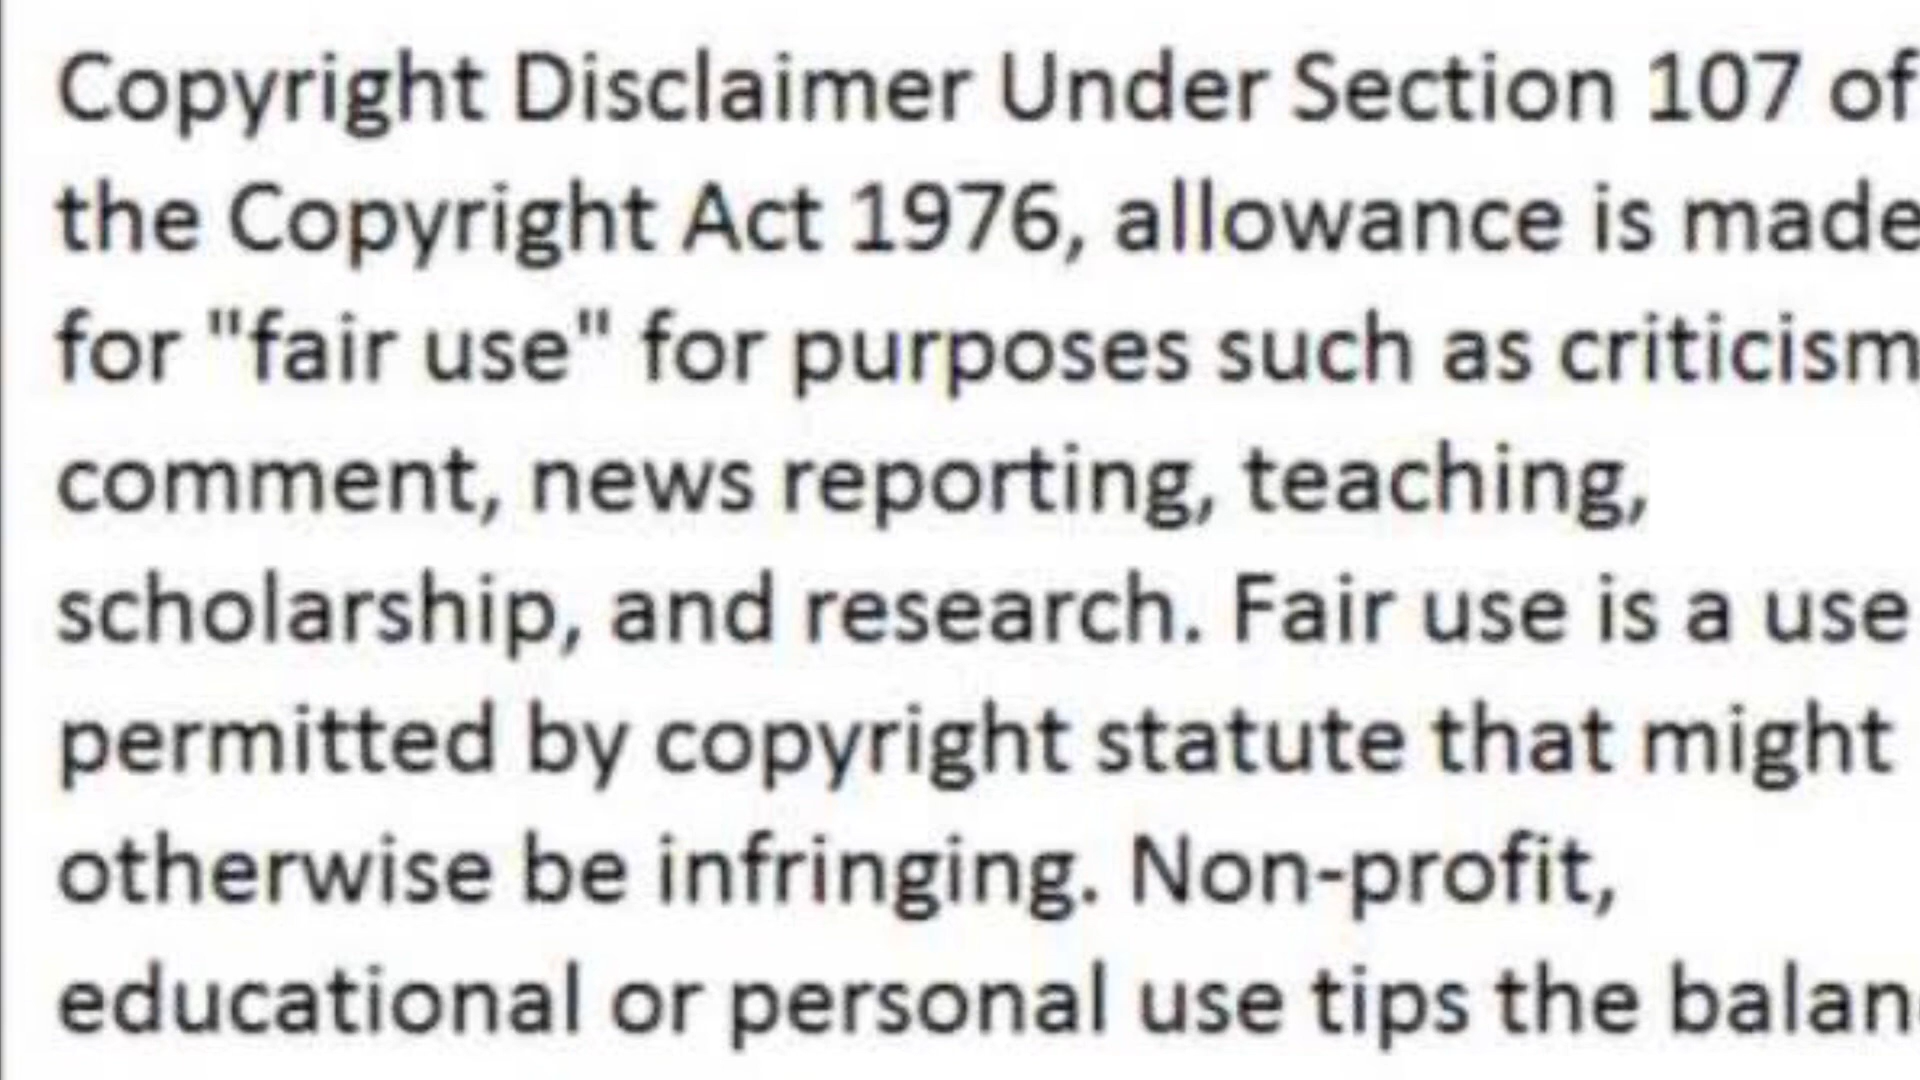 Copyright Disclaimer Under Section 107 of
the Copyright Act 1976, allowance is made
for "fair use" for purposes such as criticism
comment, news reporting, teaching,
scholarship, and research. Fair use is a use
permitted by copyright statute that might
otherwise be infringing. Non-profit,
educational or personal use tips the balan